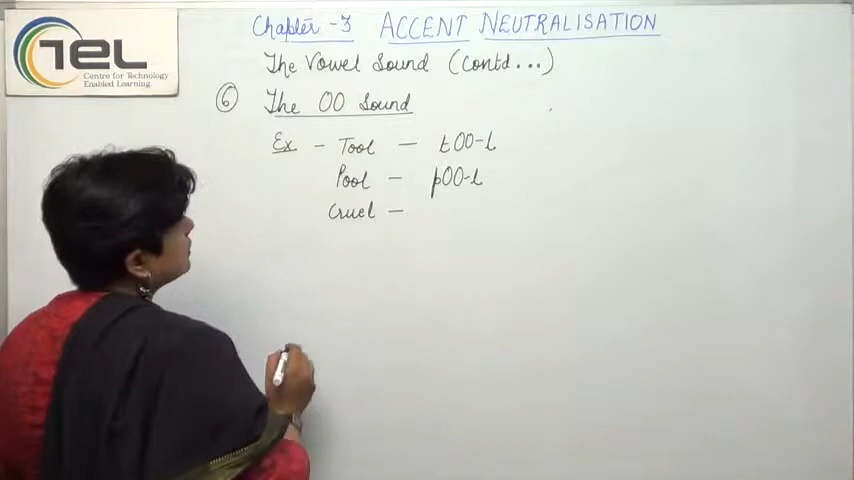 TEL
Centre for Technology
Enabled Learning
Chapter - 3 ACCENT NEUTRALISATION
The Vowel Sound (Contd...)
6 The OO Sound
Ex - Tool - tOO-L
Pool - pOO-L
Cruel -